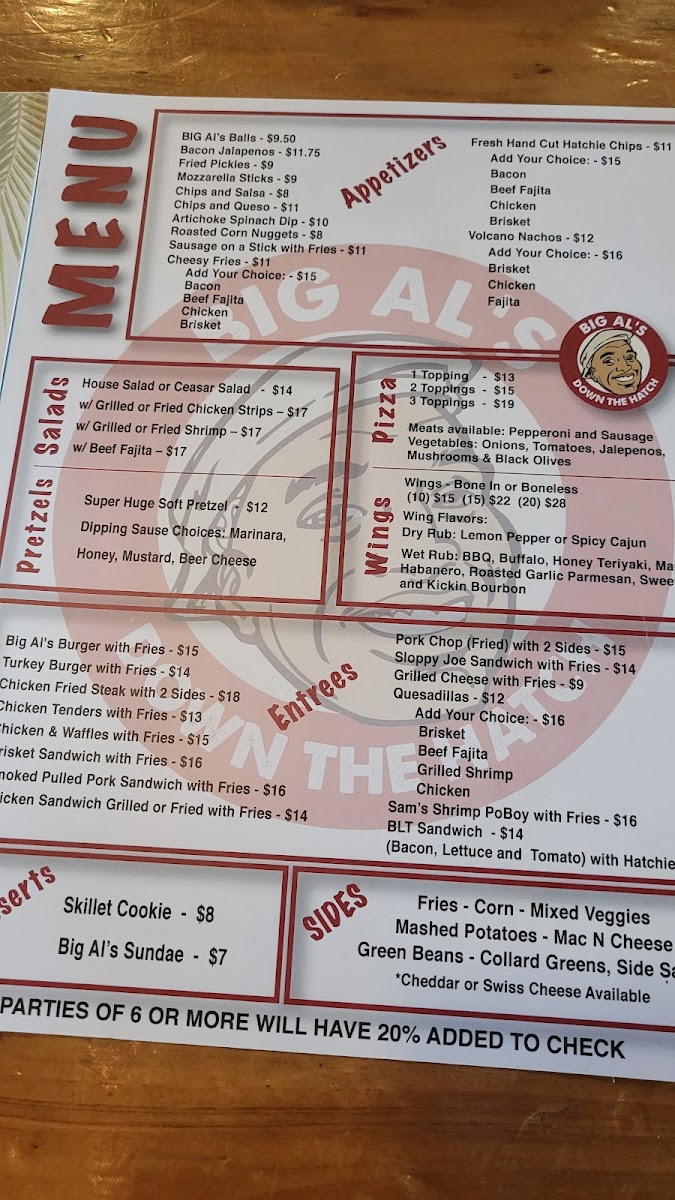 MENU
Appetizers
BIG Al's Balls - $9.50
Bacon Jalapenos - $11.75
Fried Pickles - $9
Mozzarella Sticks - $9
Chips and Salsa - $8
Chips and Queso - $11
Artichoke Spinach Dip - $10
Roasted Corn Nuggets - $8
Sausage on a Stick with Fries - $11
Cheesy Fries - $11
Add Your Choice: - $15
Bacon
Beef Fajita
Chicken
Brisket
Fresh Hand Cut Hatchie Chips - $11
Add Your Choice: - $15
Bacon
Beef Fajita
Chicken
Brisket
Volcano Nachos - $12
Add Your Choice: - $16
Brisket
Chicken
Fajita
BIG AL'S
DOWN THE HATCH
BIG AL'S
DOWN THE HATCH
Salads
House Salad or Ceasar Salad - $14
w/ Grilled or Fried Chicken Strips – $17
w/ Grilled or Fried Shrimp – $17
w/ Beef Fajita – $17
Pretzels
Super Huge Soft Pretzel - $12
Dipping Sause Choices: Marinara,
Honey, Mustard, Beer Cheese
Pizza
1 Topping - $13
2 Toppings - $15
3 Toppings - $19
Meats available: Pepperoni and Sausage
Vegetables: Onions, Tomatoes, Jalepenos,
Mushrooms & Black Olives
Wings
Wings - Bone In or Boneless
(10) $15 (15) $22 (20) $28
Wing Flavors:
Dry Rub: Lemon Pepper or Spicy Cajun
Wet Rub: BBQ, Buffalo, Honey Teriyaki, Ma
Habanero, Roasted Garlic Parmesan, Swee
and Kickin Bourbon
Entrees
Big Al's Burger with Fries - $15
Turkey Burger with Fries - $14
Chicken Fried Steak with 2 Sides - $18
Chicken Tenders with Fries - $13
hicken & Waffles with Fries - $15
risket Sandwich with Fries - $16
moked Pulled Pork Sandwich with Fries - $16
icken Sandwich Grilled or Fried with Fries - $14
Pork Chop (Fried) with 2 Sides - $15
Sloppy Joe Sandwich with Fries - $14
Grilled Cheese with Fries - $9
Quesadillas - $12
Add Your Choice: - $16
Brisket
Beef Fajita
Grilled Shrimp
Chicken
Sam's Shrimp PoBoy with Fries - $16
BLT Sandwich - $14
(Bacon, Lettuce and Tomato) with Hatchie
serts
Skillet Cookie - $8
Big Al's Sundae - $7
SIDES
Fries - Corn - Mixed Veggies
Mashed Potatoes - Mac N Cheese
Green Beans - Collard Greens, Side Sa
*Cheddar or Swiss Cheese Available
PARTIES OF 6 OR MORE WILL HAVE 20% ADDED TO CHECK